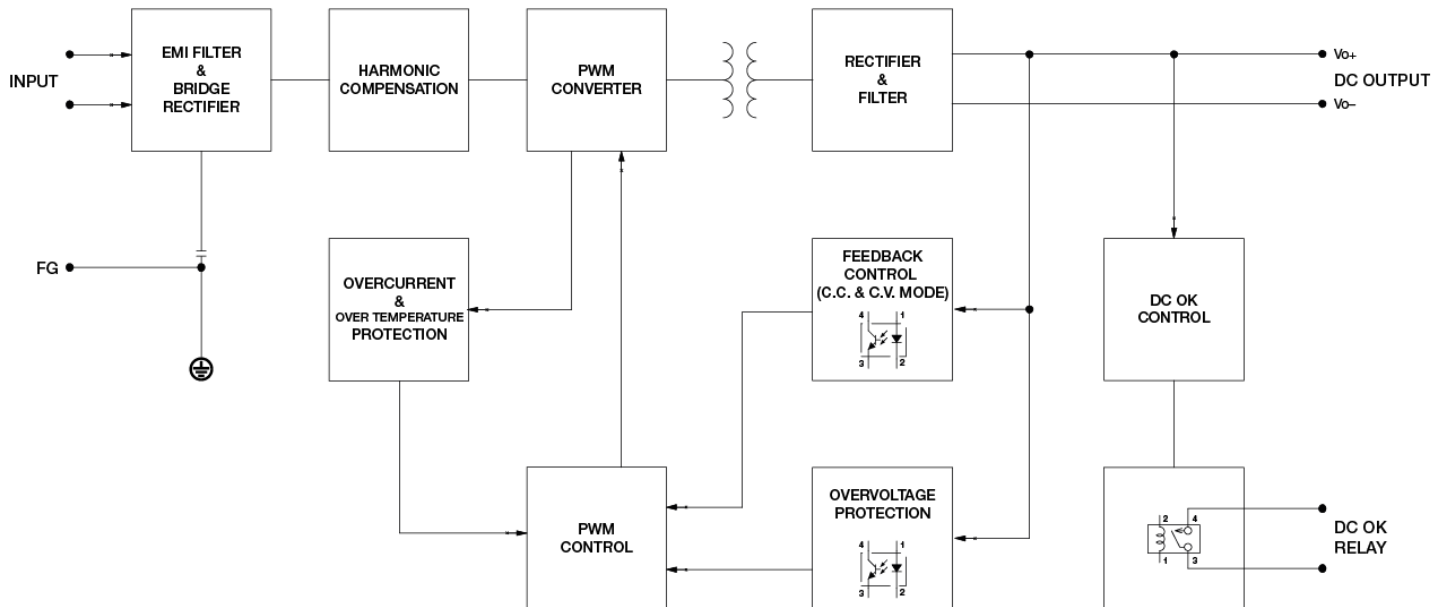 INPUT
EMI FILTER
&
BRIDGE
RECTIFIER
HARMONIC
COMPENSATION
PWM
CONVERTER
RECTIFIER
&
FILTER
Vo+
DC OUTPUT
Vo–
FG
OVERCURRENT
&
OVER TEMPERATURE
PROTECTION
FEEDBACK
CONTROL
(C.C. & C.V. MODE)
4 1
3 2
DC OK
CONTROL
PWM
CONTROL
OVERVOLTAGE
PROTECTION
4 1
3 2
2 4
1 3
DC OK
RELAY